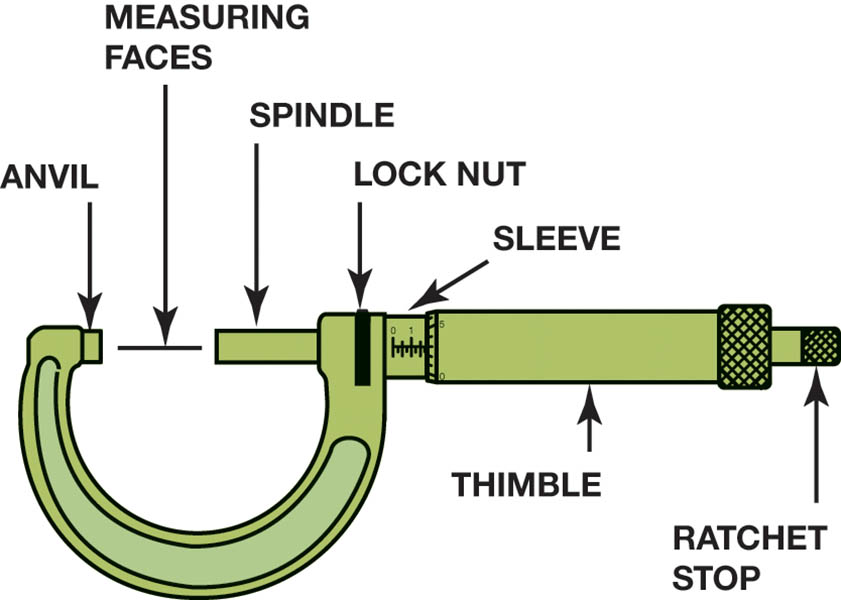 MEASURING
FACES
SPINDLE
ANVIL
LOCK NUT
SLEEVE
0 1
5
0
THIMBLE
RATCHET
STOP